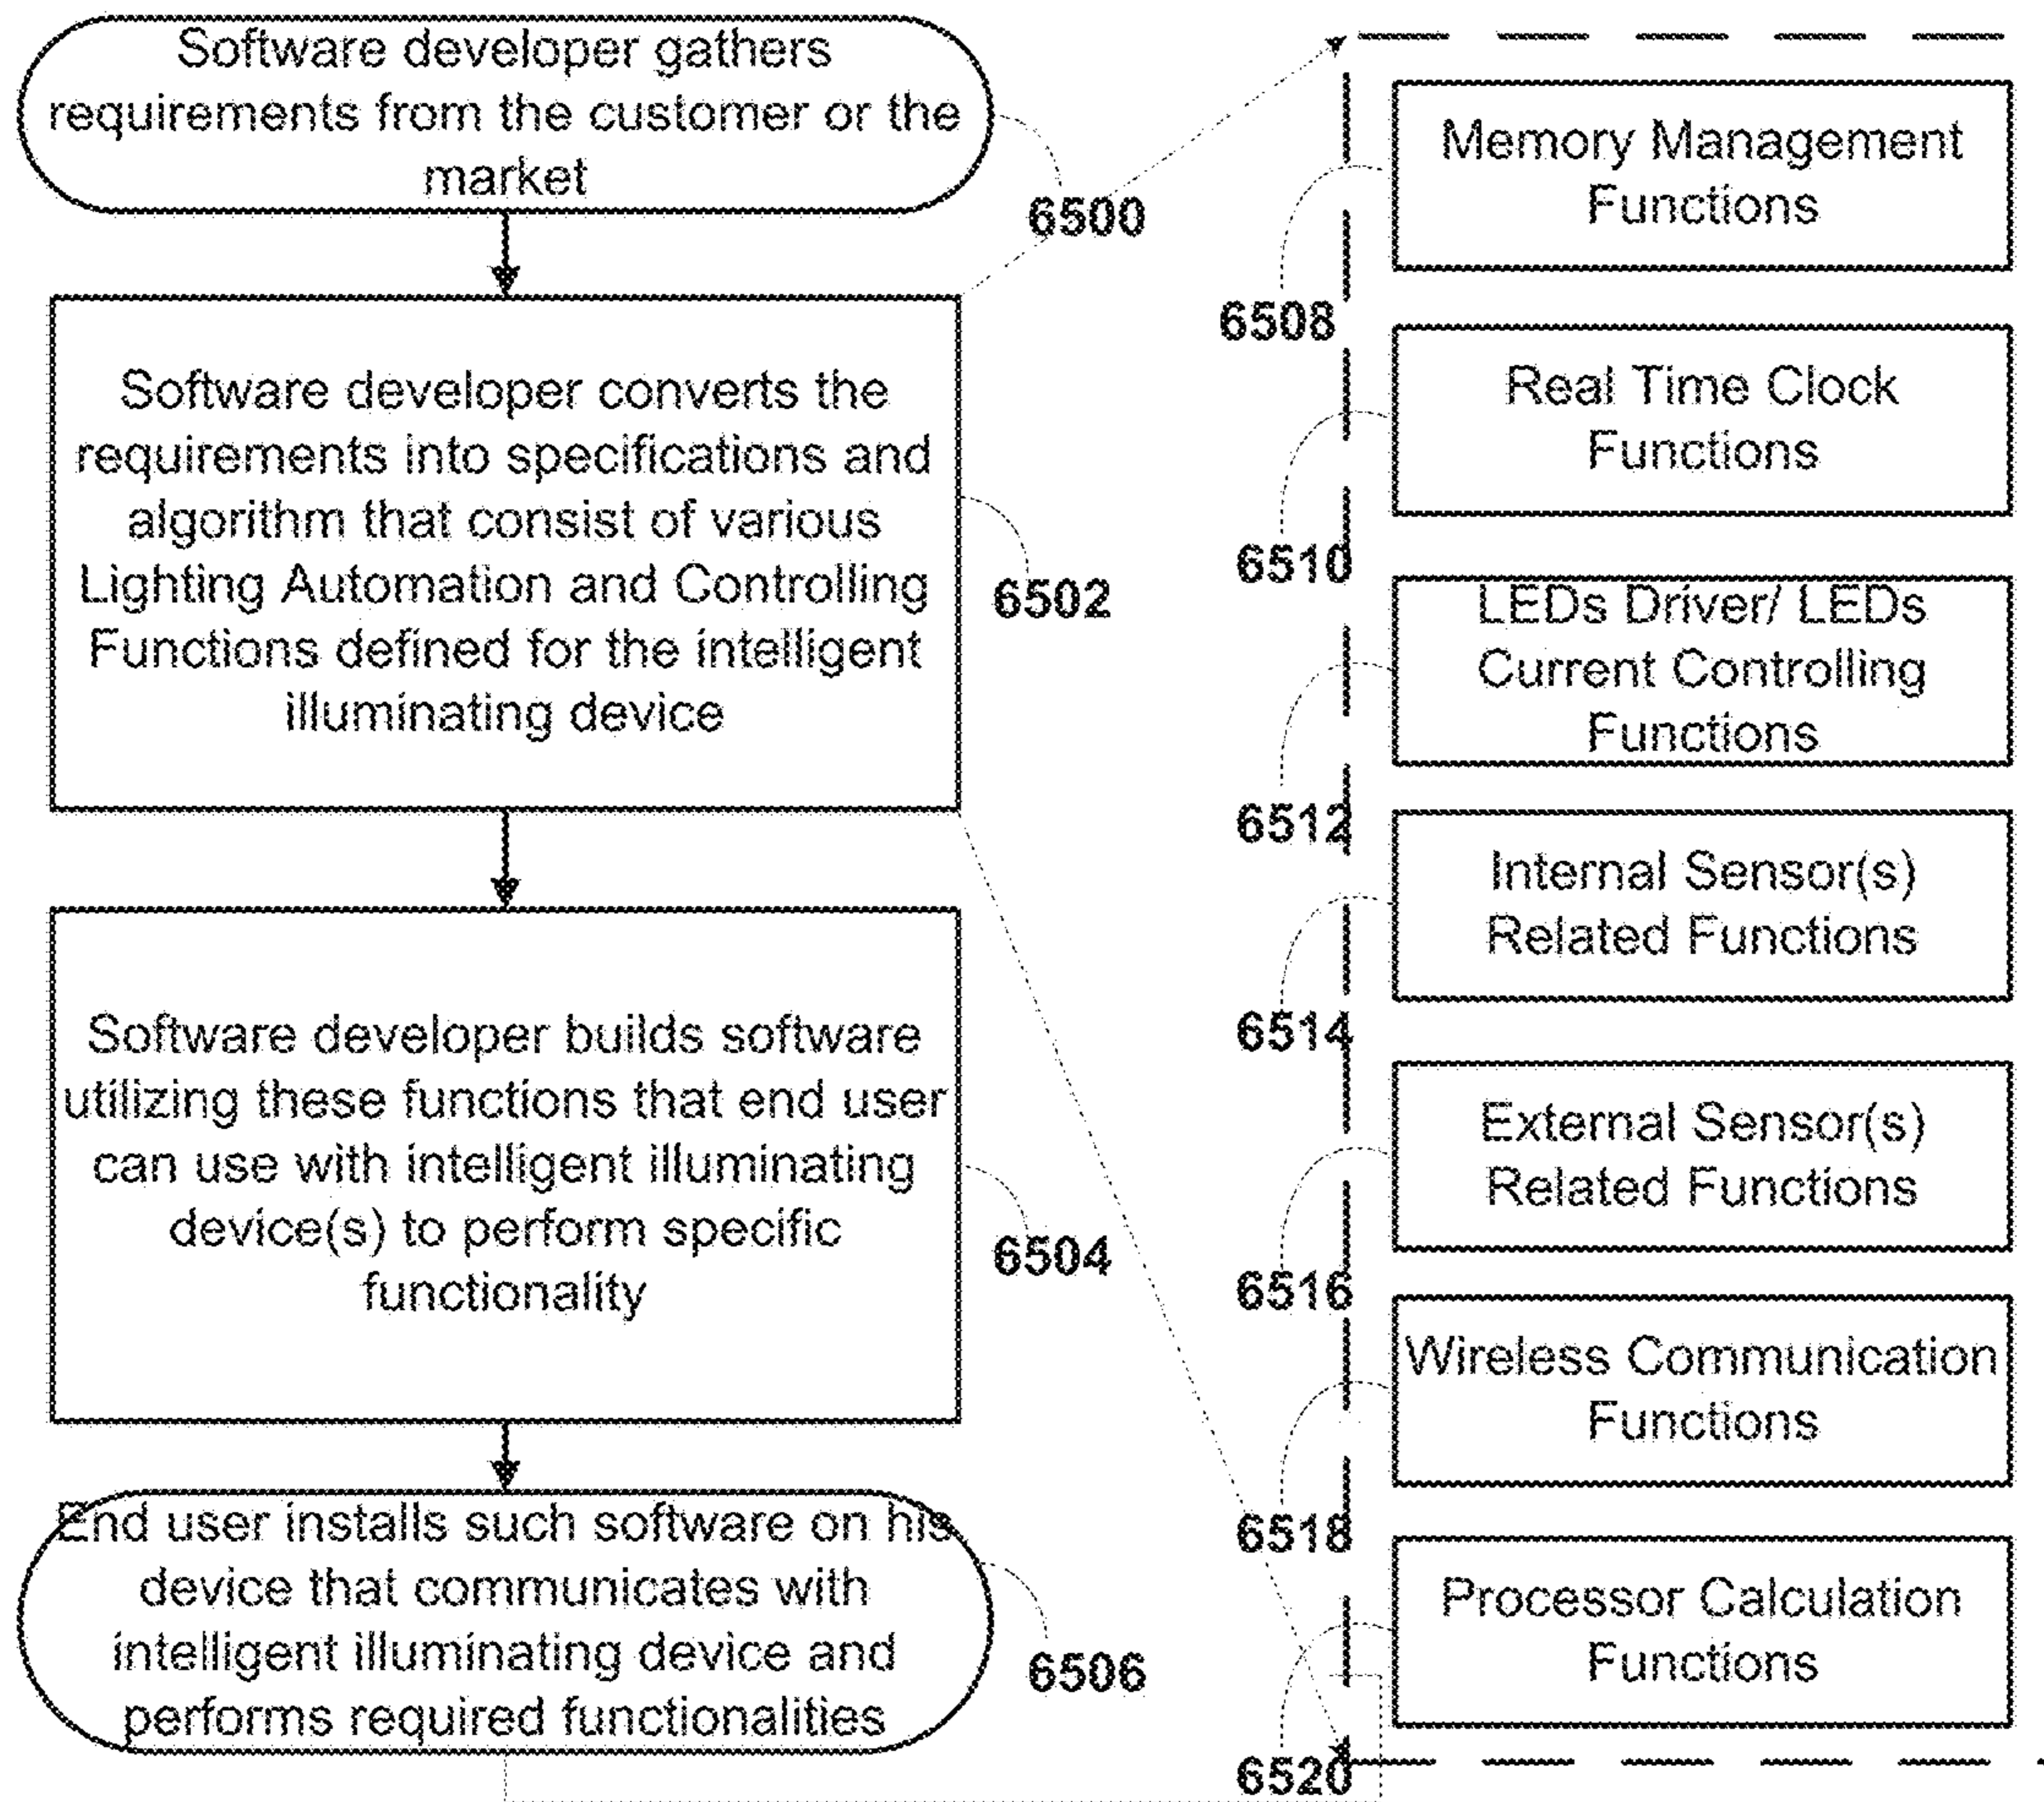 Software developer gathers
requirements from the customer or the
market
6500
Software developer converts the
requirements into specifications and
algorithm that consist of various
Lighting Automation and Controlling
Functions defined for the intelligent
illuminating device
6502
Software developer builds software
utilizing these functions that end user
can use with intelligent illuminating
device(s) to perform specific
functionality
6504
End user installs such software on his
device that communicates with
intelligent illuminating device and
performs required functionalities
6506
Memory Management
Functions
6508
Real Time Clock
Functions
6510
LEDs Driver/ LEDs
Current Controlling
Functions
6512
Internal Sensor(s)
Related Functions
6514
External Sensor(s)
Related Functions
6516
Wireless Communication
Functions
6518
Processor Calculation
Functions
6520